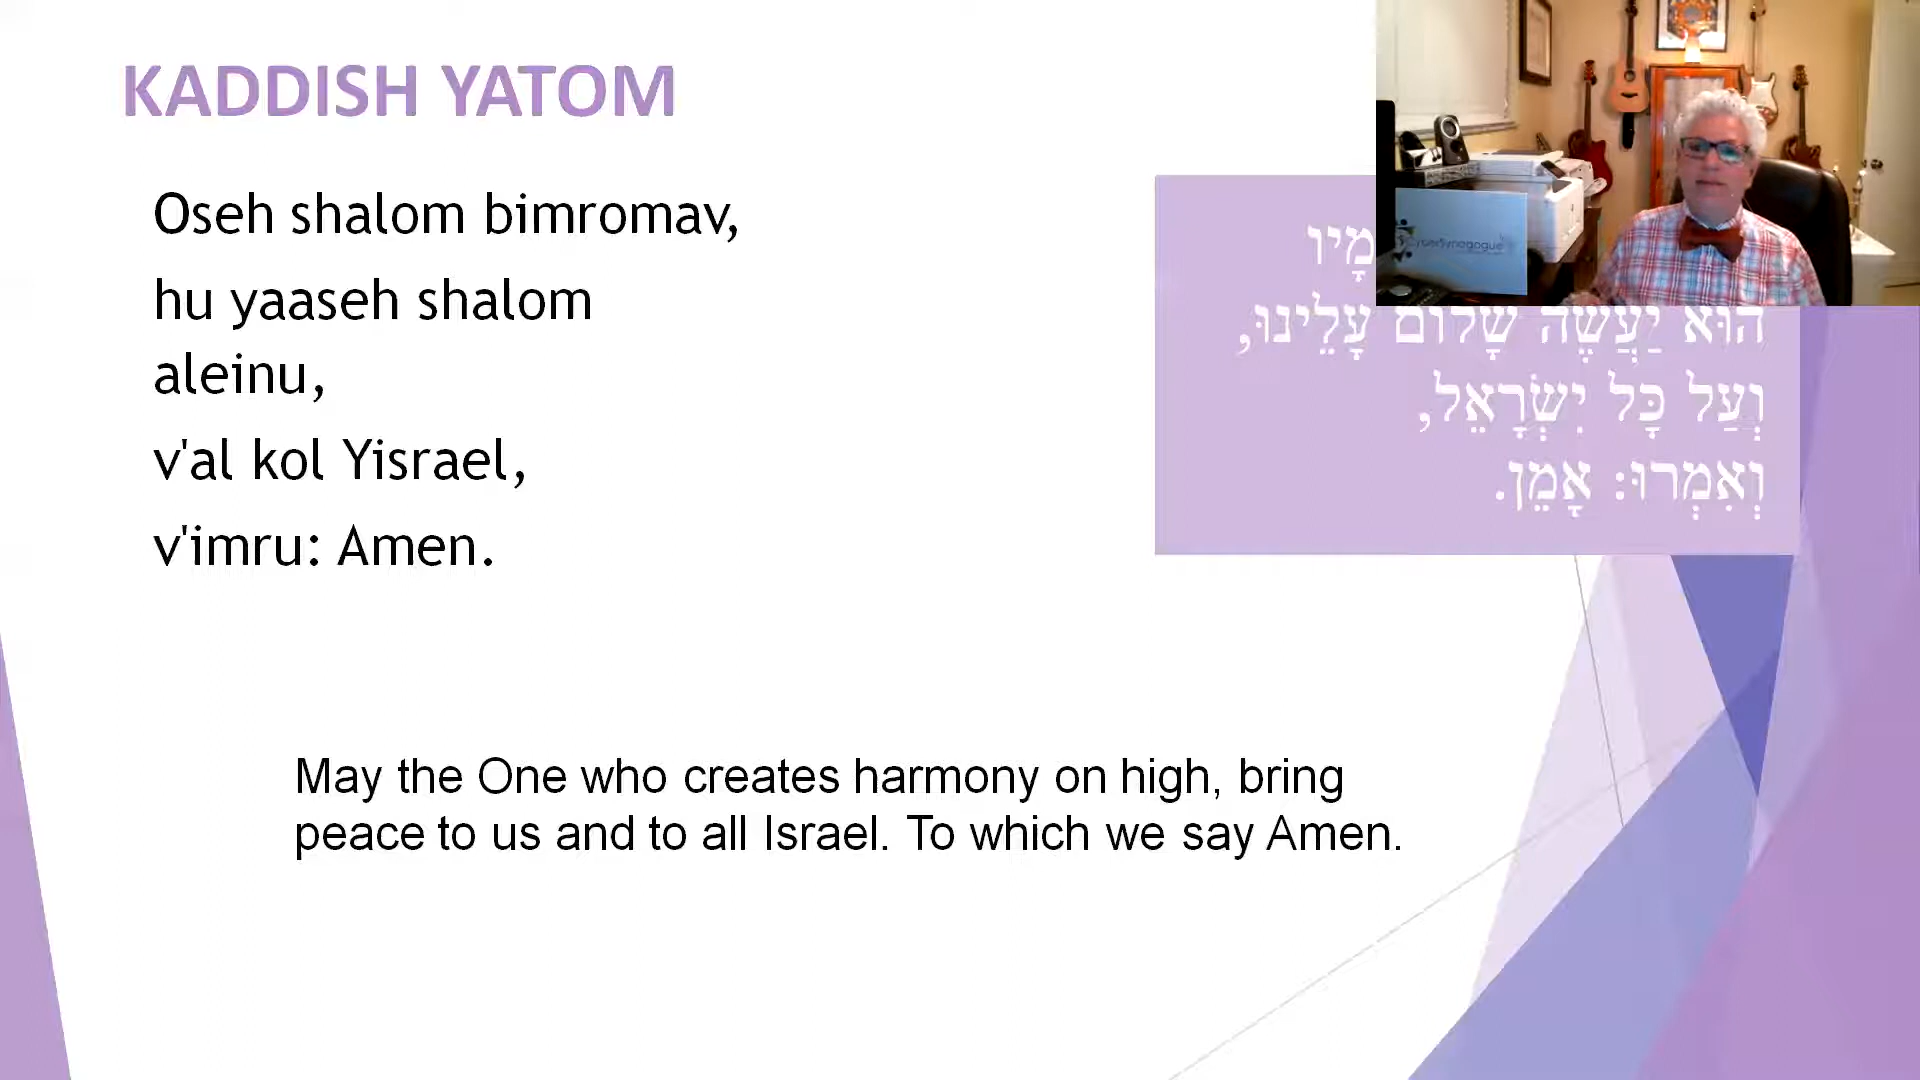 KADDISH YATOM
Oseh shalom bimromav,
hu yaaseh shalom
aleinu,
v'al kol Yisrael,
v'imru: Amen.
הוּא יַעֲשֶׂה שָׁלוֹם עָלֵינוּ,
וְעַל כָּל יִשְׂרָאֵל,
וְאִמְרוּ: אָמֵן.
May the One who creates harmony on high, bring
peace to us and to all Israel. To which we say Amen.